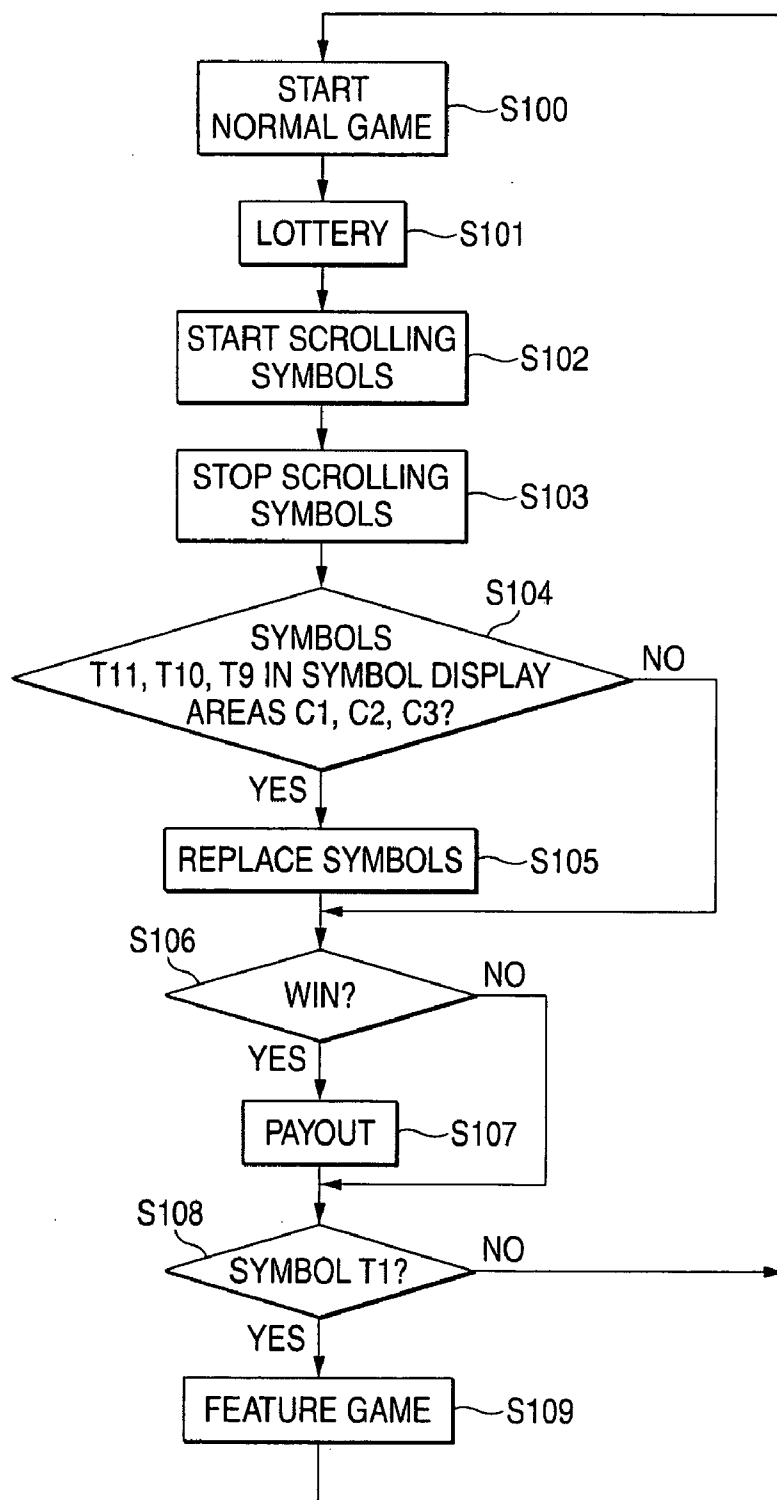 START
NORMAL GAME
S100
LOTTERY
S101
START SCROLLING
SYMBOLS
S102
STOP SCROLLING
SYMBOLS
S103
S104
SYMBOLS
T11, T10, T9 IN SYMBOL DISPLAY
AREAS C1, C2, C3?
NO
YES
REPLACE SYMBOLS
S105
S106
WIN?
NO
YES
PAYOUT
S107
S108
SYMBOL T1?
NO
YES
FEATURE GAME
S109